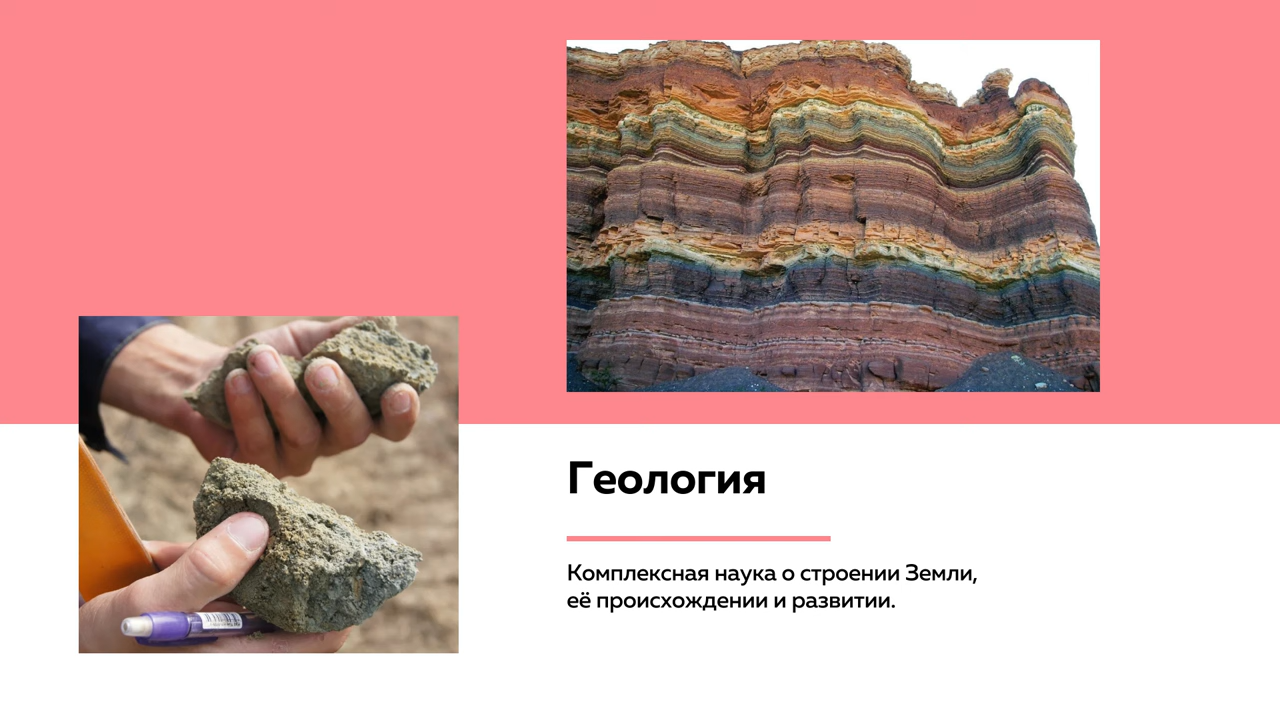 Геология
Комплексная наука о строении Земли,
её происхождении и развитии.